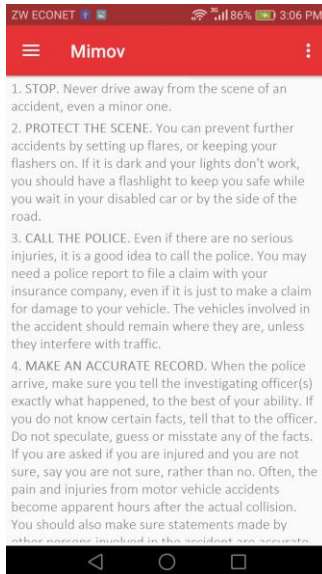 ZW ECONET 3G 86% 3:06 PM
Mimov
1. STOP. Never drive away from the scene of an
accident, even a minor one.
2. PROTECT THE SCENE. You can prevent further
accidents by setting up flares, or keeping your
flashers on. If it is dark and your lights don't work,
you should have a flashlight to keep you safe while
you wait in your disabled car or by the side of the
road.
3. CALL THE POLICE. Even if there are no serious
injuries, it is a good idea to call the police. You may
need a police report to file a claim with your
insurance company, even if it is just to make a claim
for damage to your vehicle. The vehicles involved in
the accident should remain where they are, unless
they interfere with traffic.
4. MAKE AN ACCURATE RECORD. When the police
arrive, make sure you tell the investigating officer(s)
exactly what happened, to the best of your ability. If
you do not know certain facts, tell that to the officer.
Do not speculate, guess or misstate any of the facts.
If you are asked if you are injured and you are not
sure, say you are not sure, rather than no. Often, the
pain and injuries from motor vehicle accidents
become apparent hours after the actual collision.
You should also make sure statements made by
other persons involved in the accident are accurate